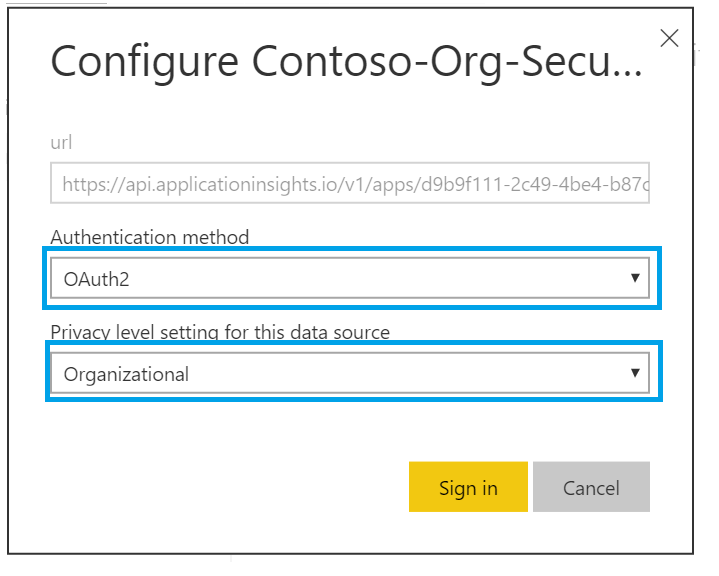 Configure Contoso-Org-Secu...
url
https://api.applicationinsights.io/v1/apps/d9b9f111-2c49-4be4-b87c
Authentication method
OAuth2
Privacy level setting for this data source
Organizational
Sign in
Cancel